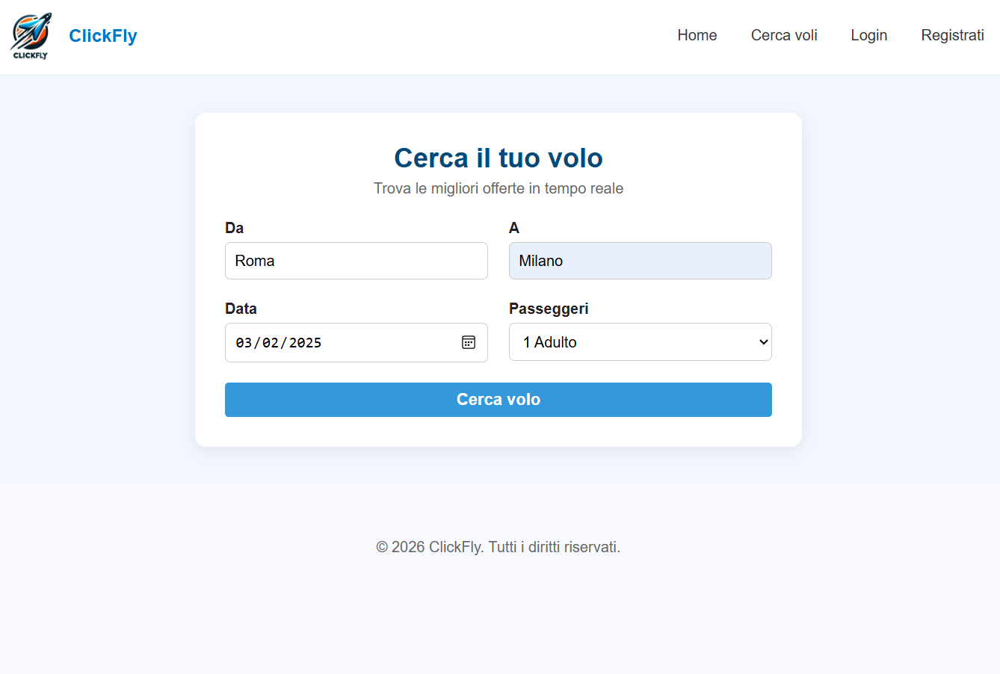 CLICKFLY
ClickFly
Home
Cerca voli
Login
Registrati
Cerca il tuo volo
Trova le migliori offerte in tempo reale
Da
A
Roma
Milano
Data
Passeggeri
03/02/2025
1 Adulto
Cerca volo
© 2026 ClickFly. Tutti i diritti riservati.